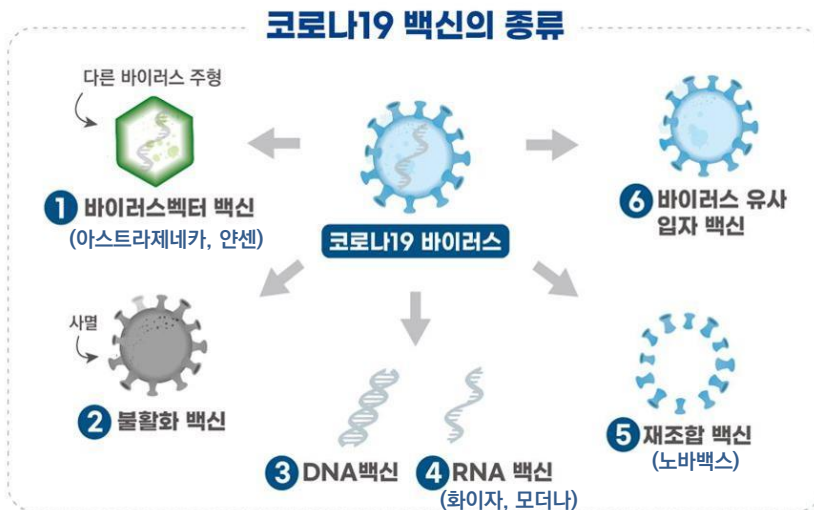 코로나19 백신의 종류
다른 바이러스 주형
1 바이러스벡터 백신
(아스트라제네카, 얀센)
코로나19 바이러스
6 바이러스 유사
입자 백신
사멸
2 불활화 백신
3 DNA백신
4 RNA 백신
(화이자, 모더나)
5 재조합 백신
(노바백스)